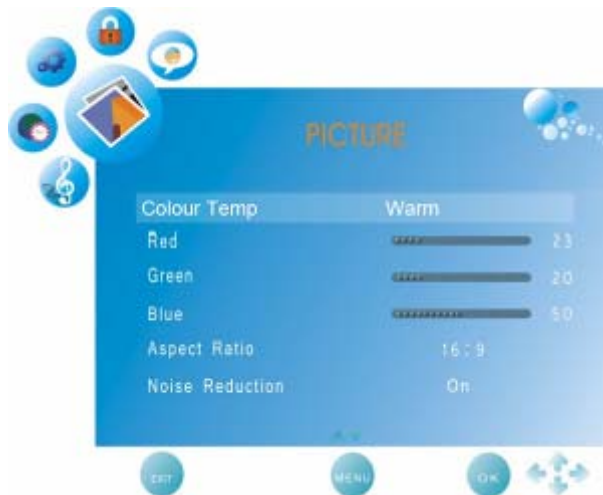 PICTURE
Colour Temp Warm
Red 23
Green 20
Blue 50
Aspect Ratio 16:9
Noise Reduction On
EXIT MENU OK